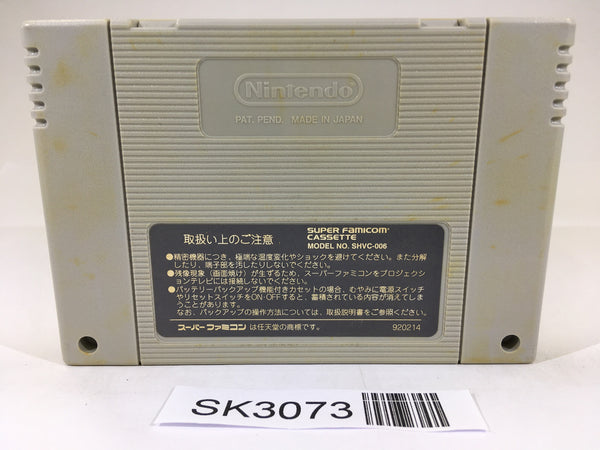 Nintendo
PAT. PEND. MADE IN JAPAN
取扱い上のご注意
SUPER FAMICOM
CASSETTE
MODEL NO. SHVC-006
●精密機器につき、極端な温度変化やショックを避けてください。また分解
したり、端子部を汚したりしないでください。
●残像現象（画面焼け）が生ずるため、スーパーファミコンをプロジェクシ
ョンテレビには接続しないでください。
●バッテリーバックアップ機能付きカセットの場合、むやみに電源スイッチ
やリセットスイッチをON·OFFすると、蓄積されている内容が消えてしま
うことがあります。
なお、バックアップの操作方法については、取扱説明書をご参照ください。
スーパーファミコン は任天堂の商標です。
920214
SK3073